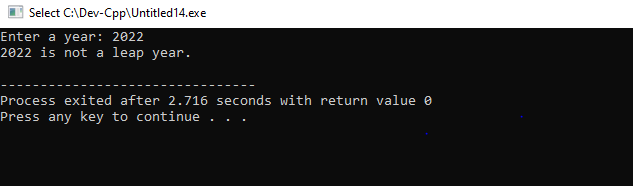 Select C:\Dev-Cpp\Untitled14.exe
Enter a year: 2022
2022 is not a leap year.
--------------------------------
Process exited after 2.716 seconds with return value 0
Press any key to continue . . .